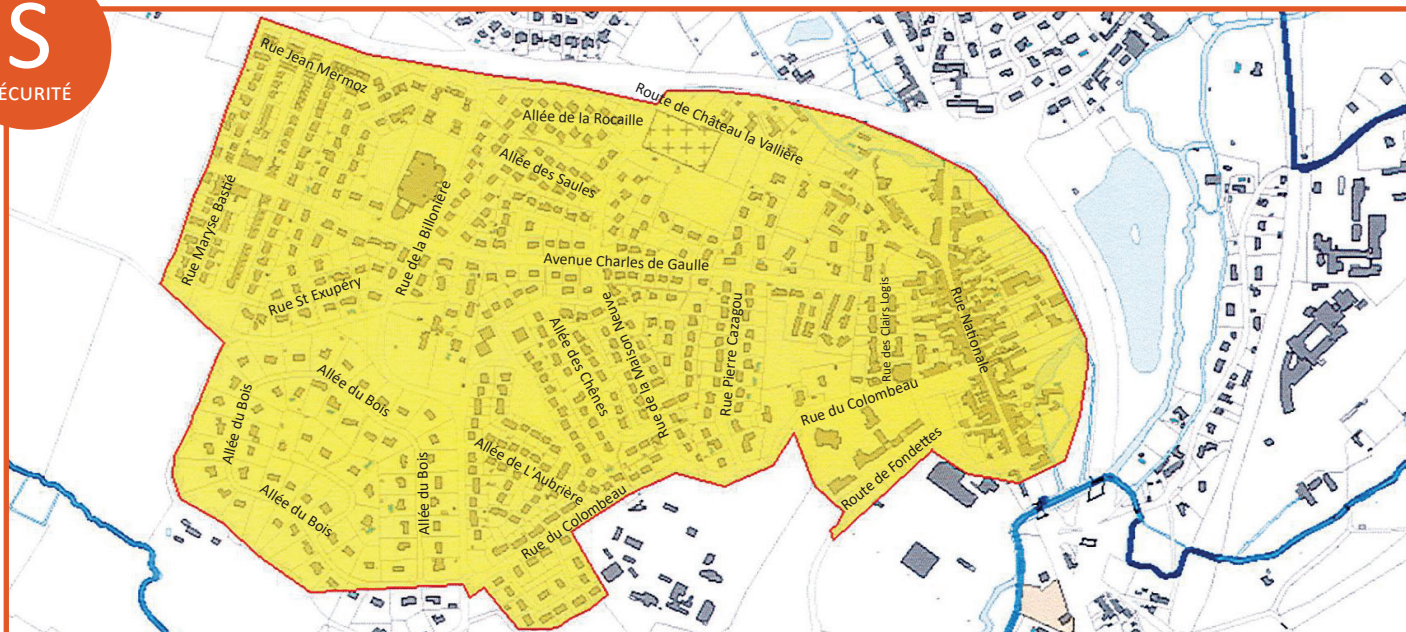 S
ÉCURITÉ
Rue Jean Mermoz
Route de Château la Vallière
Allée de la Rocaille
Allée des Saules
Rue Maryse Bastié
Rue de la Billonière
Avenue Charles de Gaulle
Rue St Exupéry
Rue des Clairs Logis
Rue Nationale
Allée des Chênes
Rue de la Maison Neuve
Rue Pierre Cazagou
Allée du Bois
Rue du Colombeau
Allée du Bois
Allée de L'Aubrière
Route de Fondettes
Allée du Bois
Allée du Bois
Rue du Colombeau